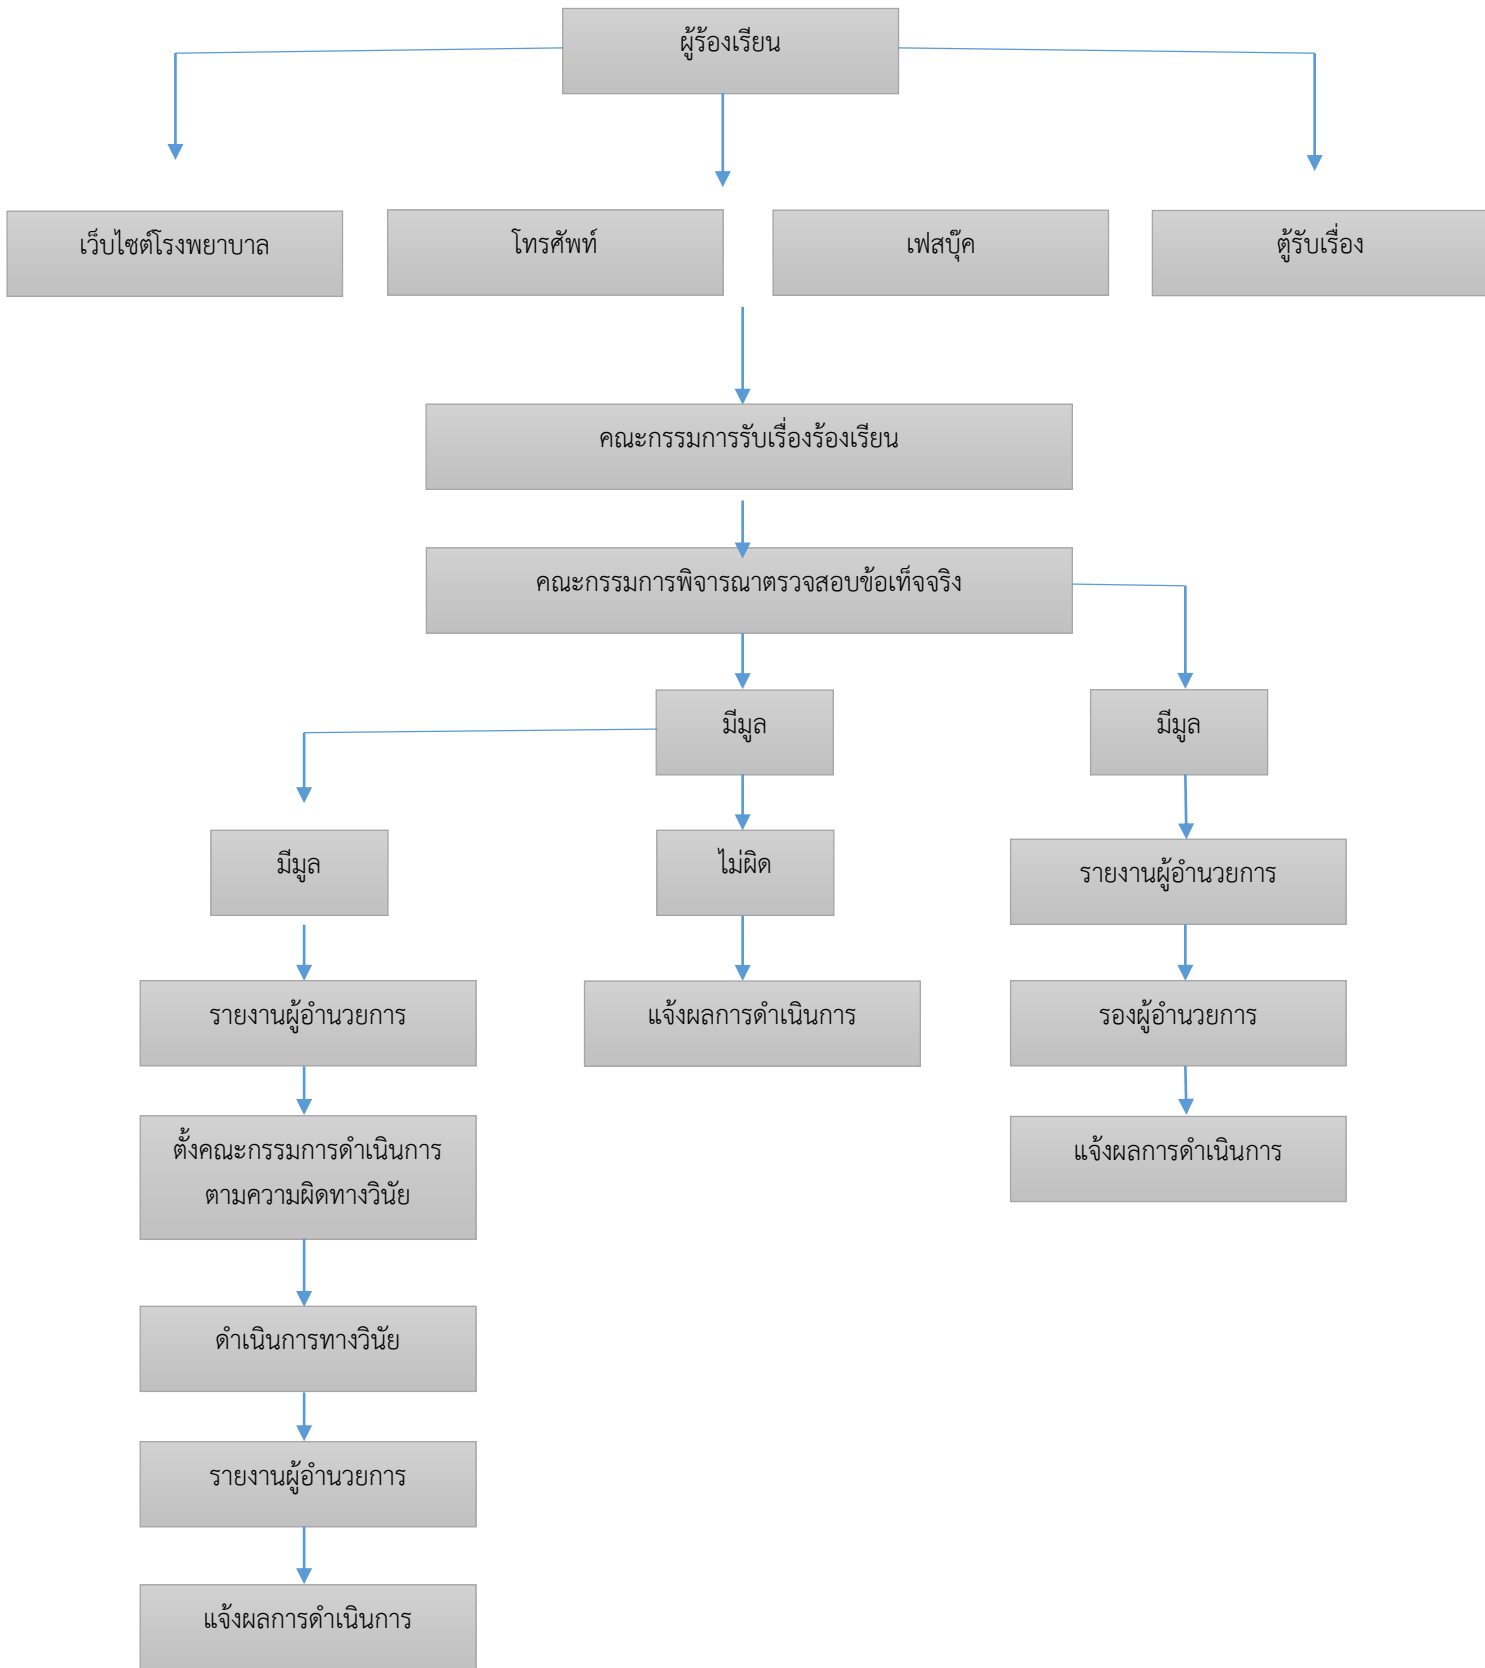 ผู้ร้องเรียน
เว็บไซต์โรงพยาบาล
โทรศัพท์
เฟสบุ๊ค
ตู้รับเรื่อง
คณะกรรมการรับเรื่องร้องเรียน
คณะกรรมการพิจารณาตรวจสอบข้อเท็จจริง
มีมูล
มีมูล
มีมูล
ไม่ผิด
รายงานผู้อำนวยการ
รายงานผู้อำนวยการ
แจ้งผลการดำเนินการ
รองผู้อำนวยการ
ตั้งคณะกรรมการดำเนินการ
ตามความผิดทางวินัย
แจ้งผลการดำเนินการ
ดำเนินการทางวินัย
รายงานผู้อำนวยการ
แจ้งผลการดำเนินการ